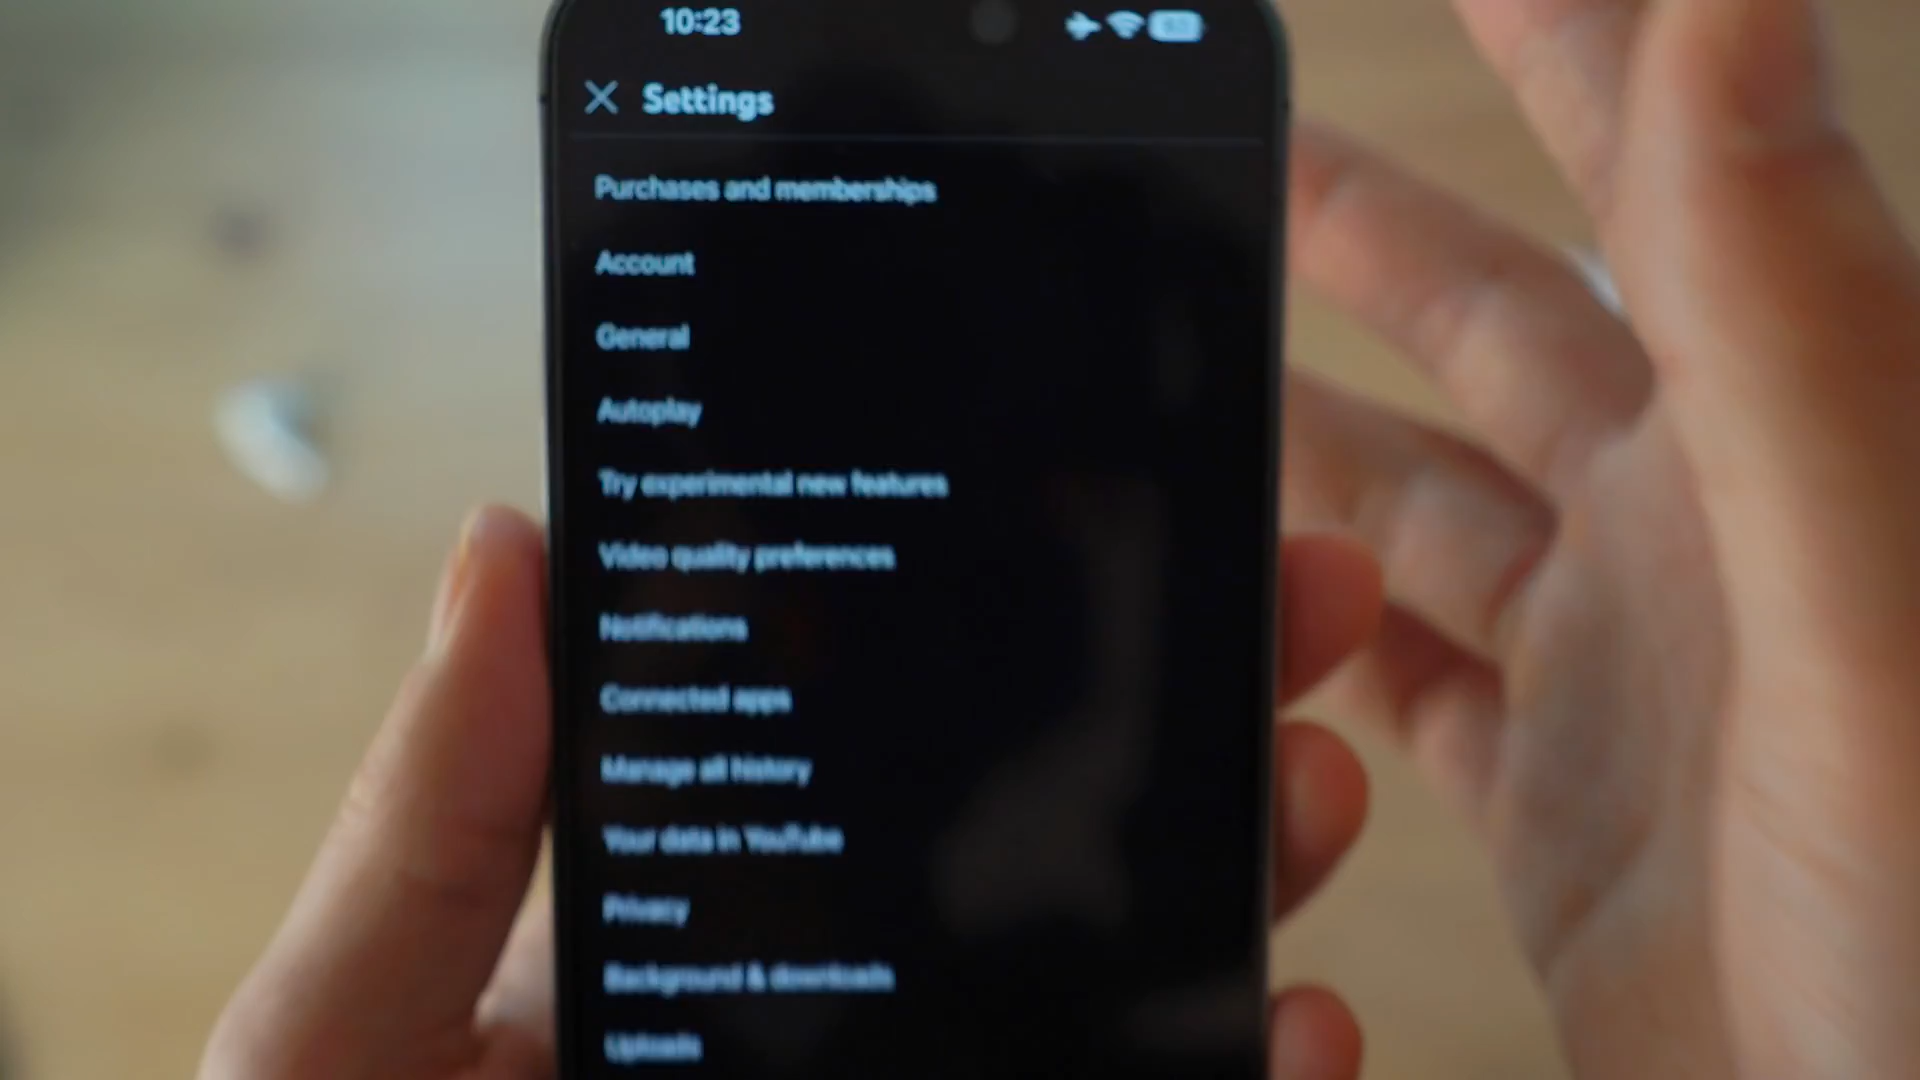 10:23
Settings
Purchases and memberships
Account
General
Autoplay
Try experimental new features
Video quality preferences
Notifications
Connected apps
Manage all history
Your data in YouTube
Privacy
Background & downloads
Uploads